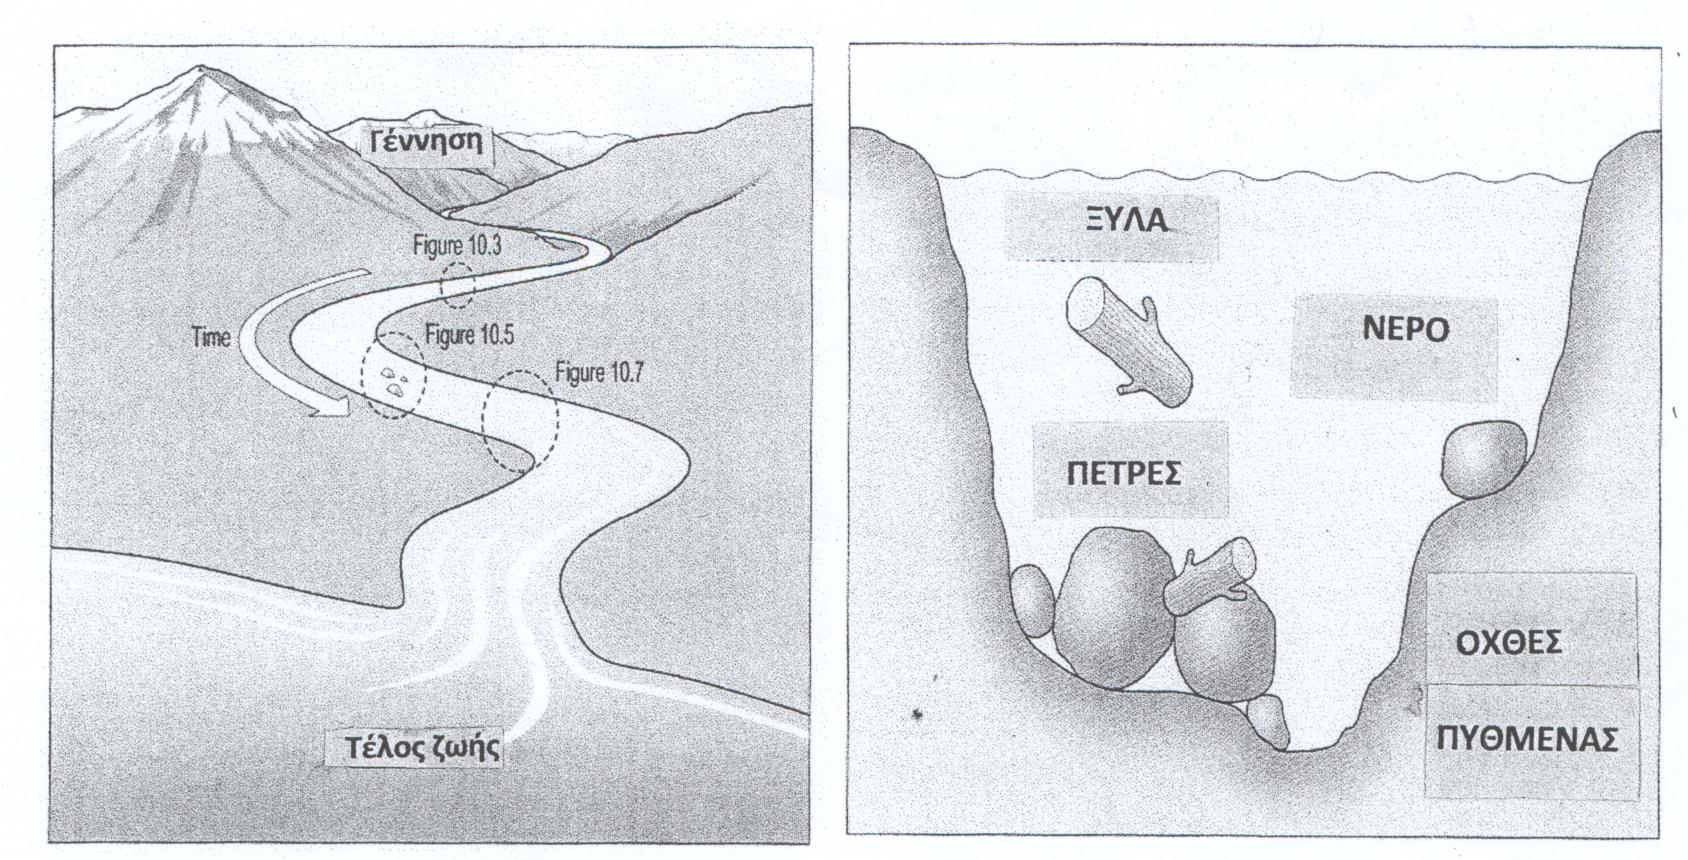 Γέννηση
Figure 10.3
Time
Figure 10.5
Figure 10.7
Τέλος ζωής
ΞΥΛΑ
ΝΕΡΟ
ΠΕΤΡΕΣ
ΟΧΘΕΣ
ΠΥΘΜΕΝΑΣ